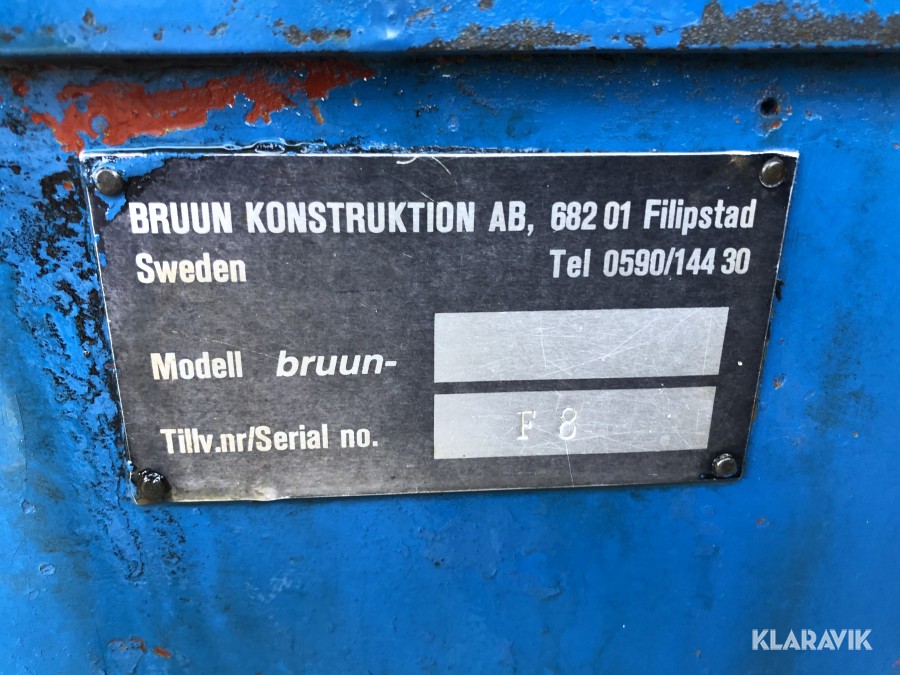 BRUUN KONSTRUKTION AB, 682 01 Filipstad
Sweden Tel 0590/144 30
Modell bruun-
Tillv.nr/Serial no. F 8
KLARAVIK